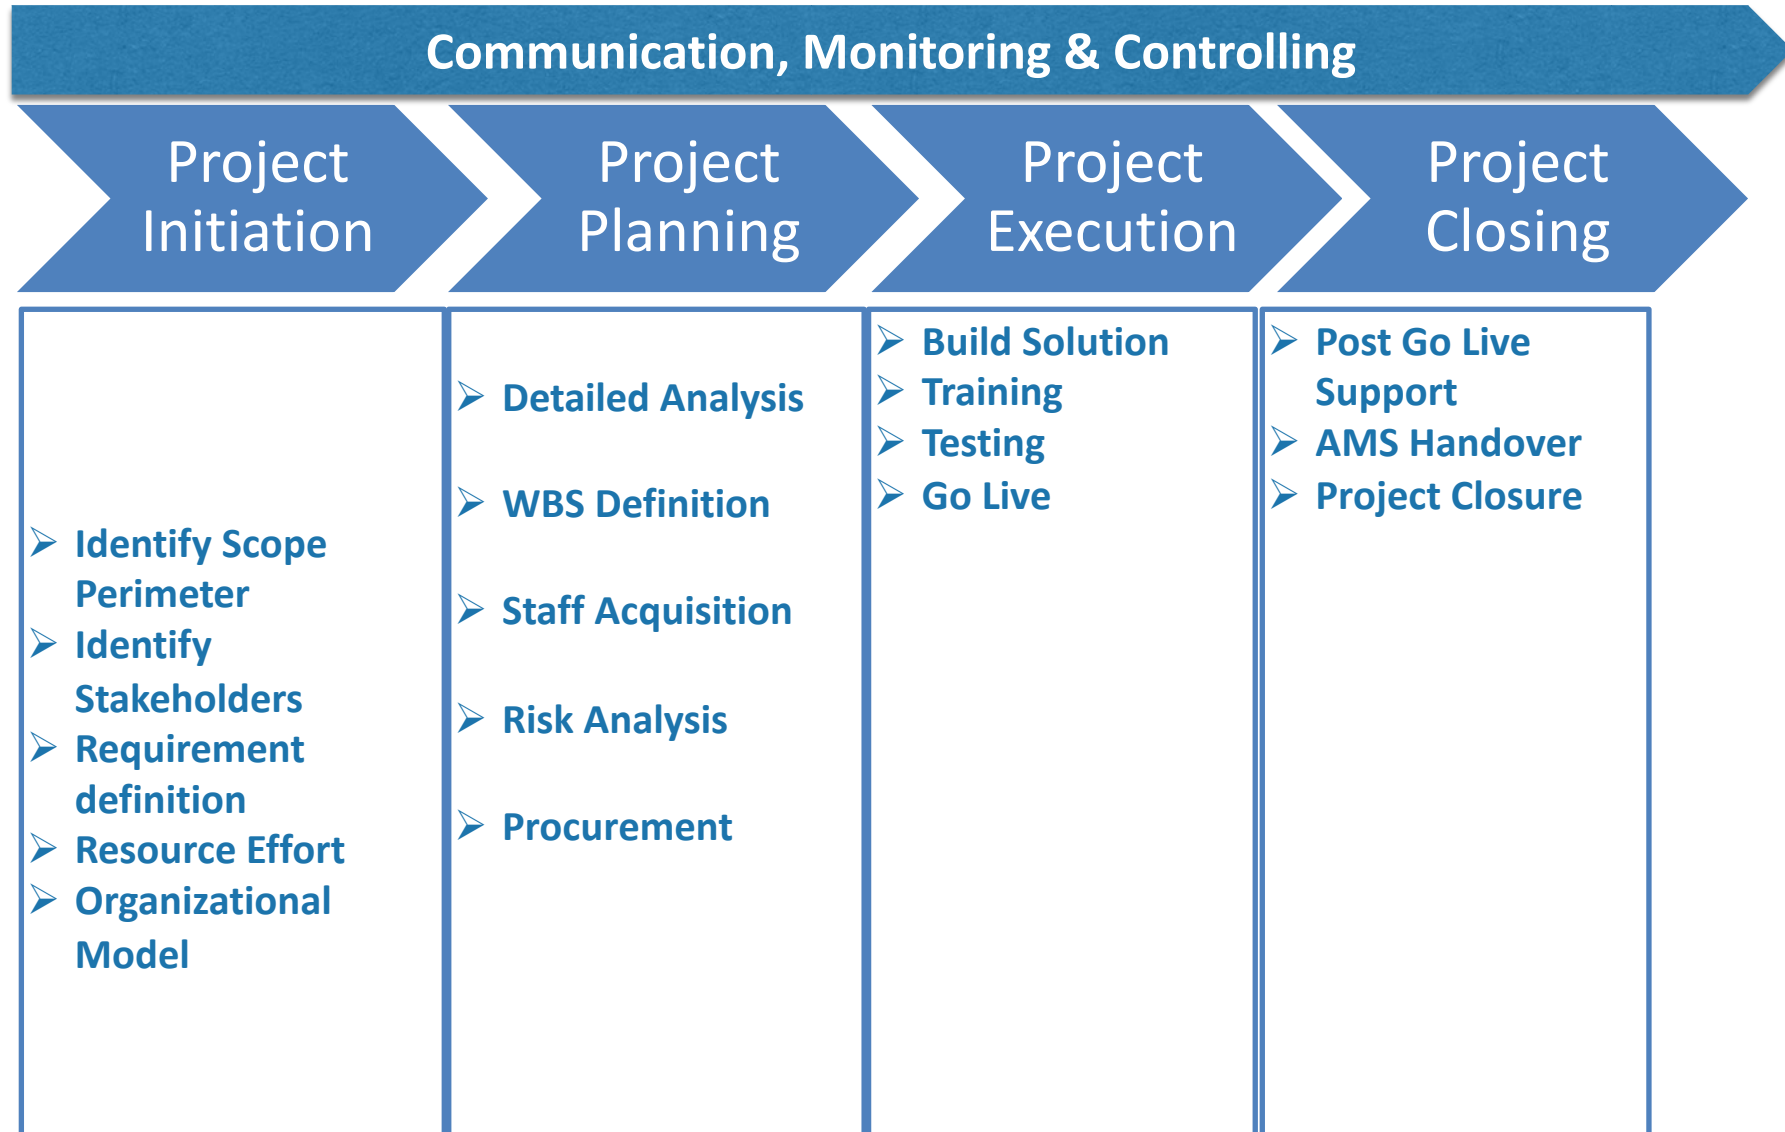 Communication, Monitoring & Controlling
Project
Initiation
Project
Planning
Project
Execution
Project
Closing
➢ Identify Scope
Perimeter
➢ Identify
Stakeholders
➢ Requirement
definition
➢ Resource Effort
➢ Organizational
Model
➢ Detailed Analysis
➢ WBS Definition
➢ Staff Acquisition
➢ Risk Analysis
➢ Procurement
➢ Build Solution
➢ Training
➢ Testing
➢ Go Live
➢ Post Go Live
Support
➢ AMS Handover
➢ Project Closure